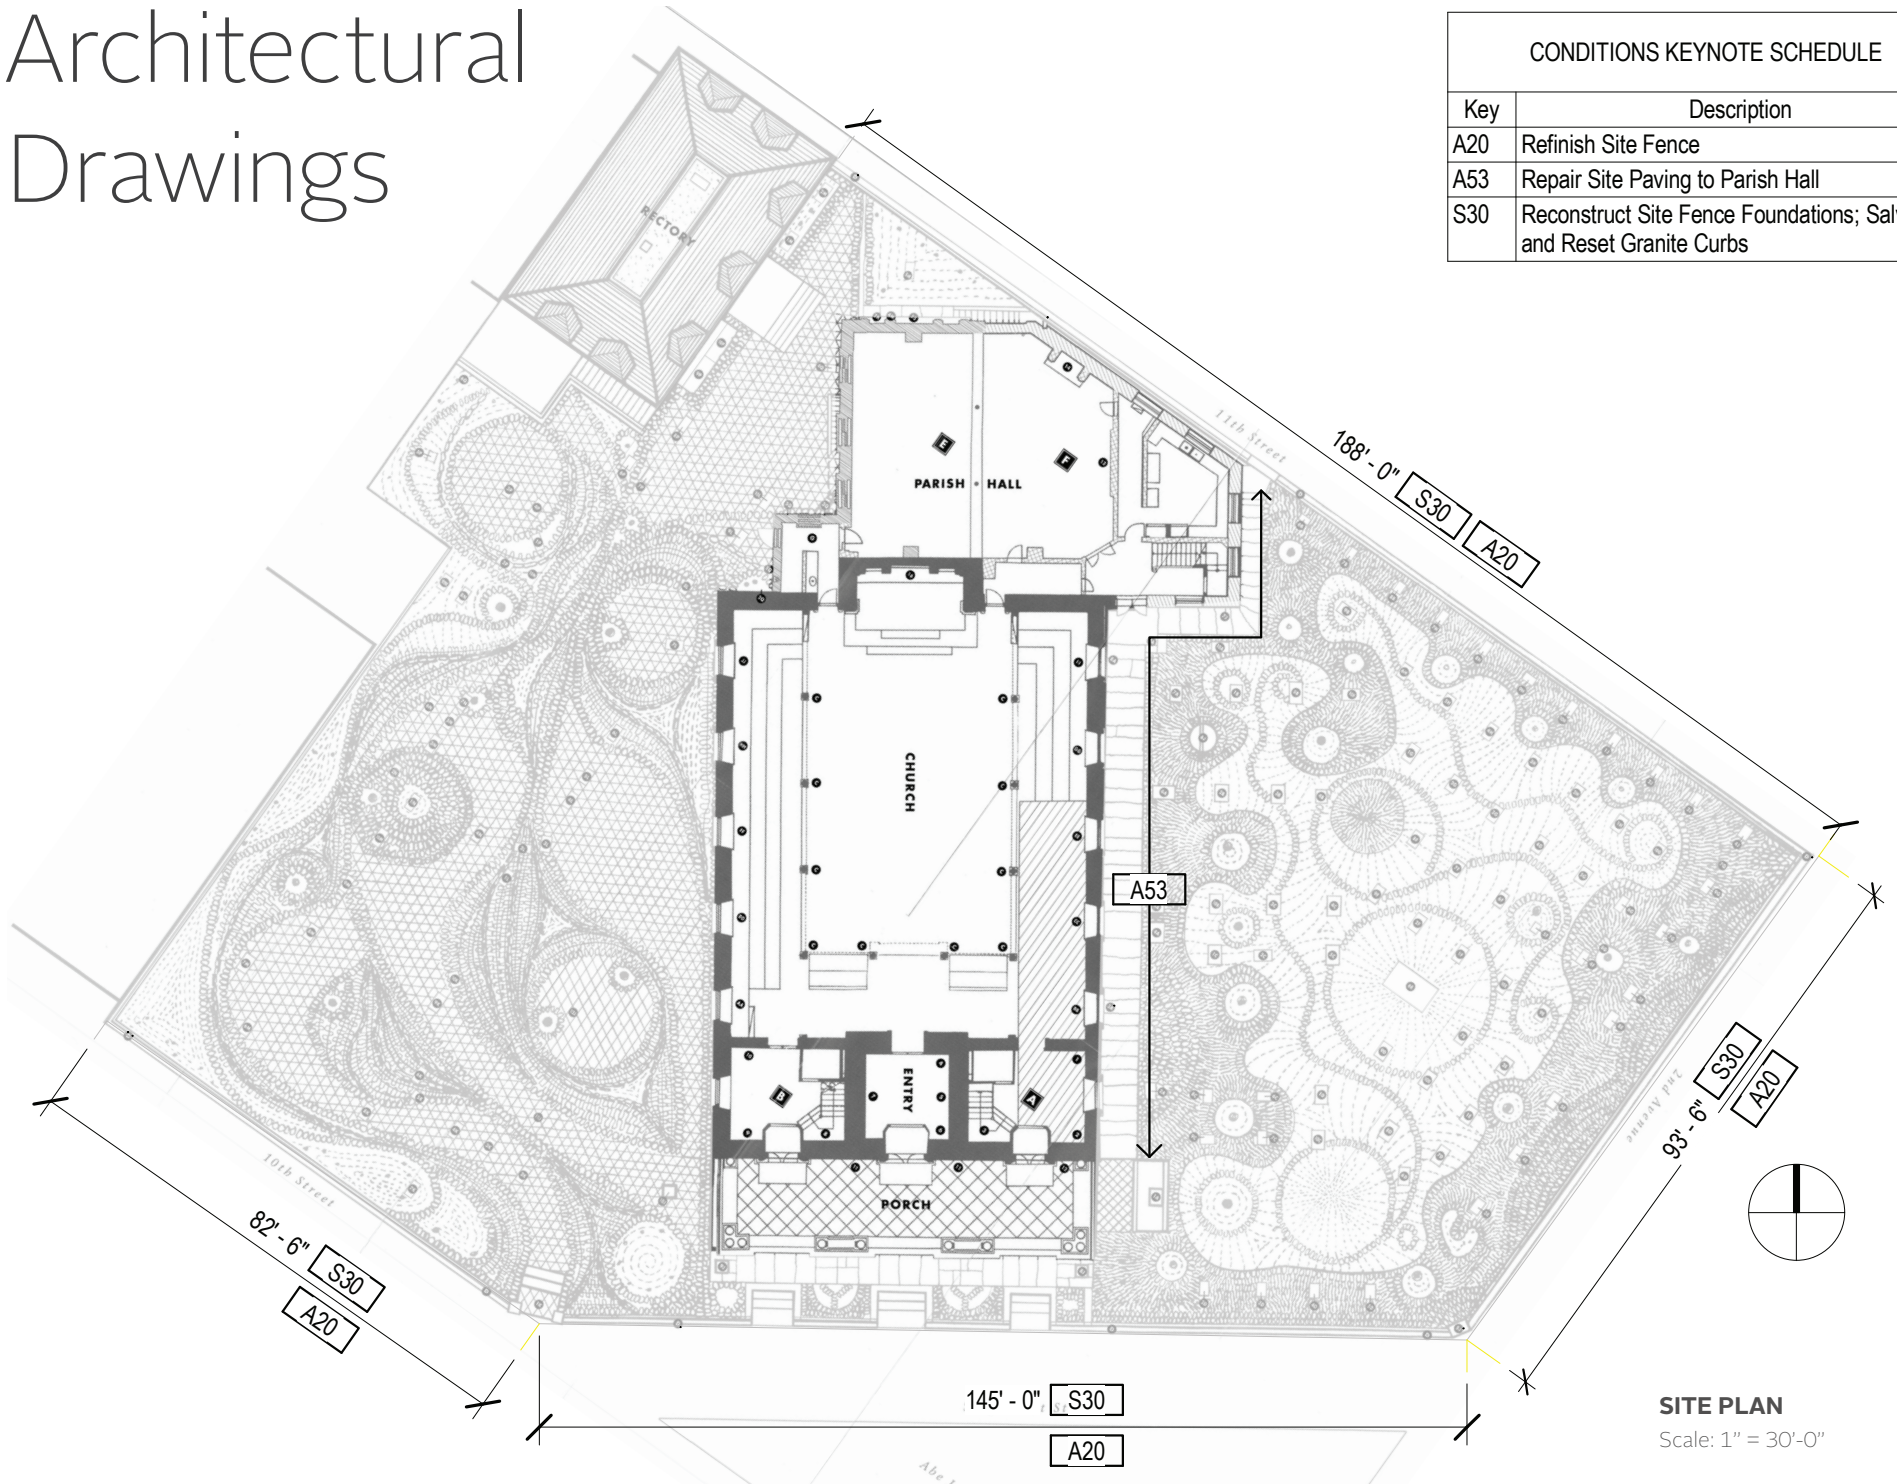 Architectural
Drawings
CONDITIONS KEYNOTE SCHEDULE
Key Description
A20 Refinish Site Fence
A53 Repair Site Paving to Parish Hall
S30 Reconstruct Site Fence Foundations;
and Reset Granite Curbs
RECTORY
11th Street
188' - 0" S30 A20
E
F
PARISH HALL
CHURCH
A53
B
ENTRY
A
PORCH
10th Street
82' - 6" S30
A20
2nd Avenue
93' - 6" S30
A20
145' - 0" S30
A20
Abe
SITE PLAN
Scale: 1” = 30’-0”